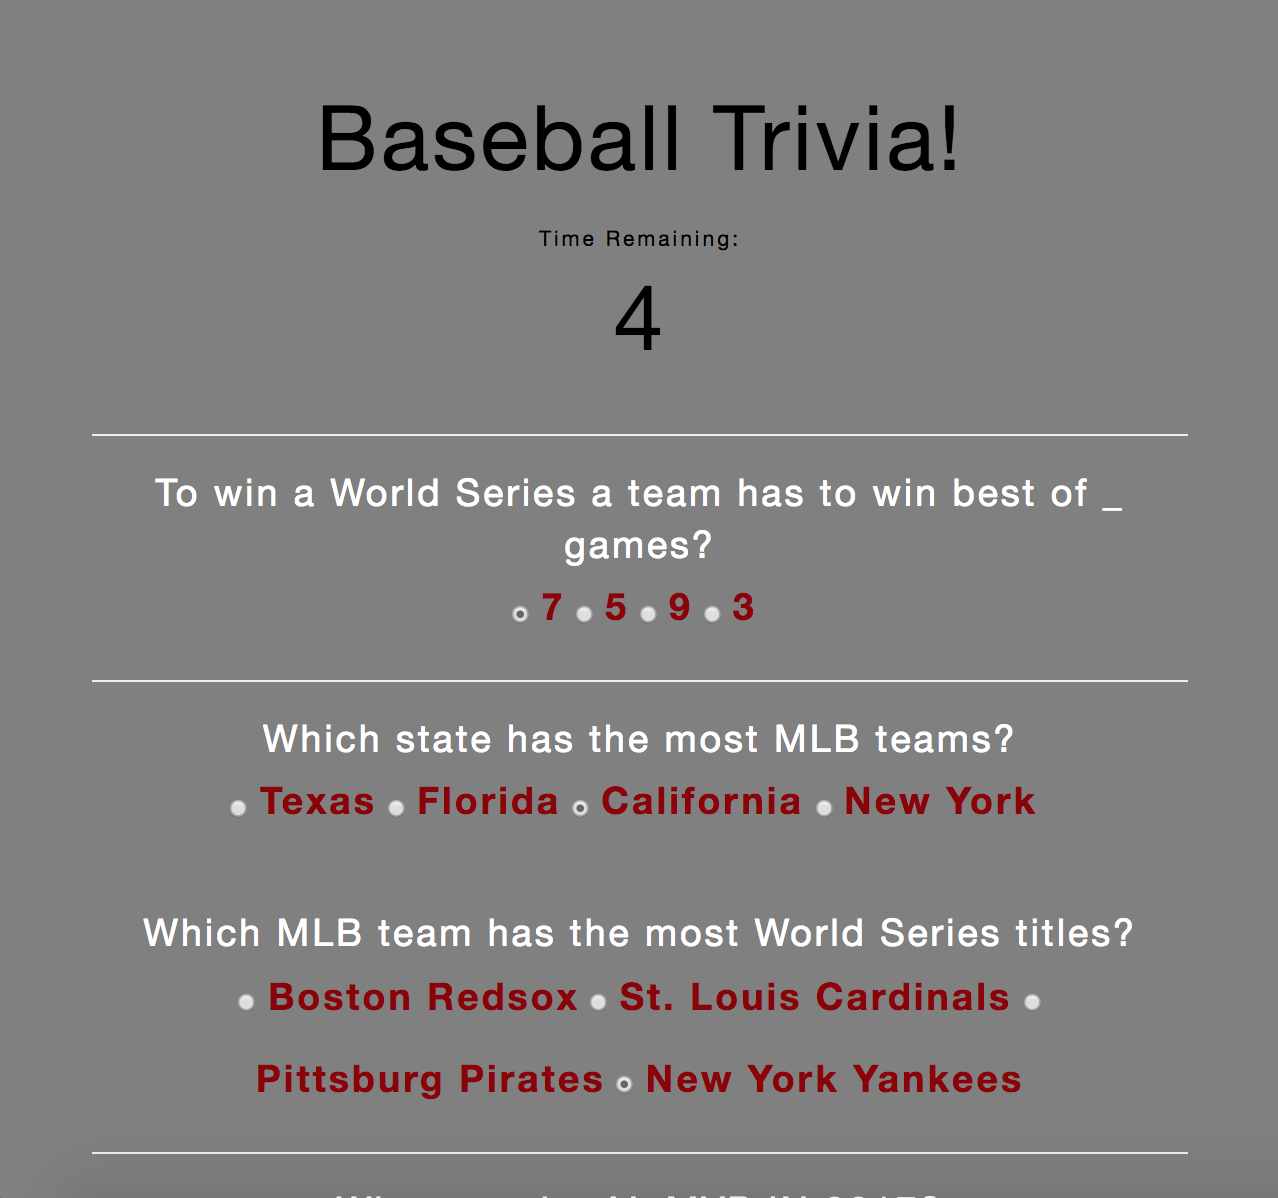 Baseball Trivia!
Time Remaining:
4
To win a World Series a team has to win best of _
games?
7 5 9 3
Which state has the most MLB teams?
Texas Florida California New York
Which MLB team has the most World Series titles?
Boston Redsox St. Louis Cardinals
Pittsburg Pirates New York Yankees